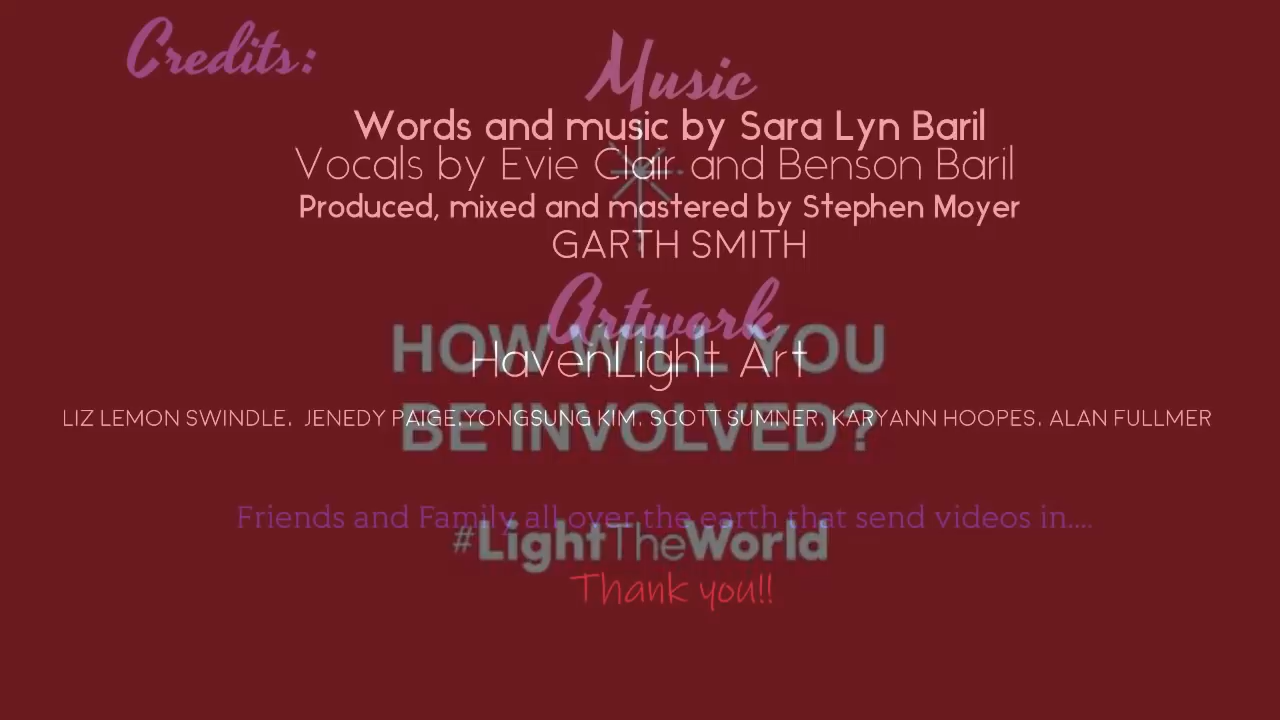 Credits:
Music
Words and music by Sara Lyn Baril
Vocals by Evie Clair and Benson Baril
Produced, mixed and mastered by Stephen Moyer
GARTH SMITH
Artwork
HOW WILL YOU
HavenLight Art
LIZ LEMON SWINDLE, JENEDY PAIGE,YONGSUNG KIM, SCOTT SUMNER, KARYANN HOOPES, ALAN FULLMER
BE INVOLVED?
Friends and Family all over the earth that send videos in....
#LightTheWorld
Thank you!!